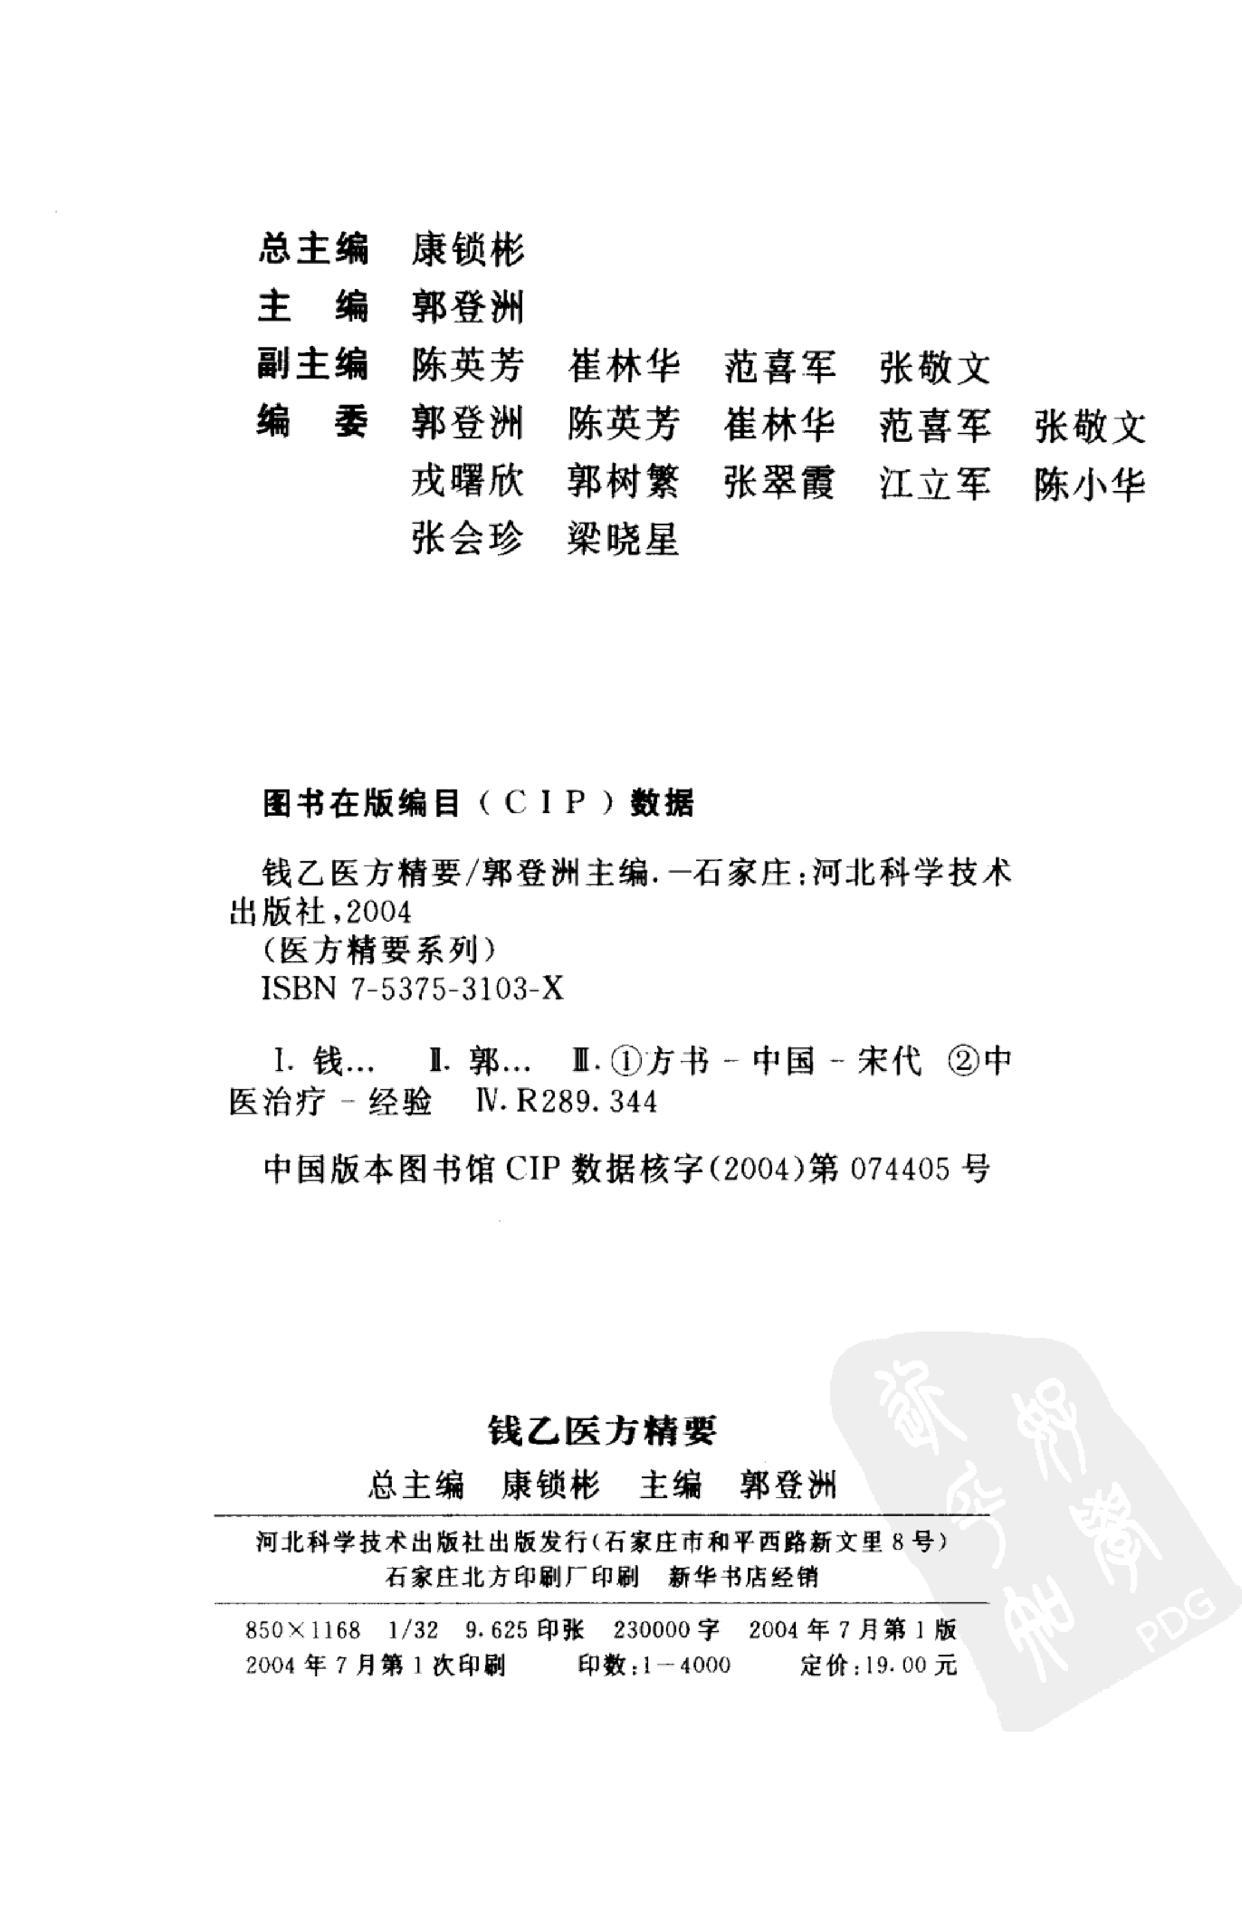 总主编 康锁彬
主 编 郭登洲
副主编 陈英芳 崔林华 范喜军 张敬文
编 委 郭登洲 陈英芳 崔林华 范喜军 张敬文
戎曙欣 郭树繁 张翠霞 江立军 陈小华
张会珍 梁晓星
图书在版编目（CIP）数据
钱乙医方精要/郭登洲主编.—石家庄:河北科学技术
出版社,2004
(医方精要系列)
ISBN 7-5375-3103-X
Ⅰ. 钱… Ⅱ. 郭… Ⅲ.①方书－中国－宋代 ②中
医治疗－经验 Ⅳ.R289.344
中国版本图书馆 CIP 数据核字(2004)第 074405 号
钱乙医方精要
总主编 康锁彬 主编 郭登洲
河北科学技术出版社出版发行(石家庄市和平西路新文里 8 号)
石家庄北方印刷厂印刷 新华书店经销
850×1168 1/32 9.625 印张 230000 字 2004 年 7 月第 1 版
2004 年 7 月第 1 次印刷 印数:1—4000 定价:19.00 元
PDG